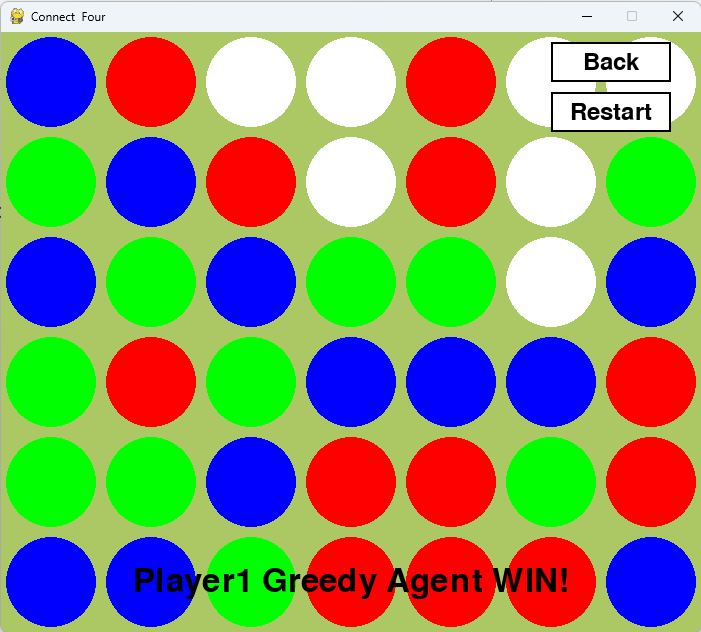 Connect Four
Back
Restart
Player1 Greedy Agent WIN!